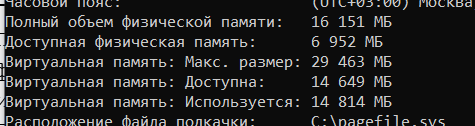 Часовой пояс: (UTC+03:00) Москва
Полный объем физической памяти: 16 151 МБ
Доступная физическая память: 6 952 МБ
Виртуальная память: Макс. размер: 29 463 МБ
Виртуальная память: Доступна: 14 649 МБ
Виртуальная память: Используется: 14 814 МБ
Расположение файла подкачки: C:\pagefile.sys